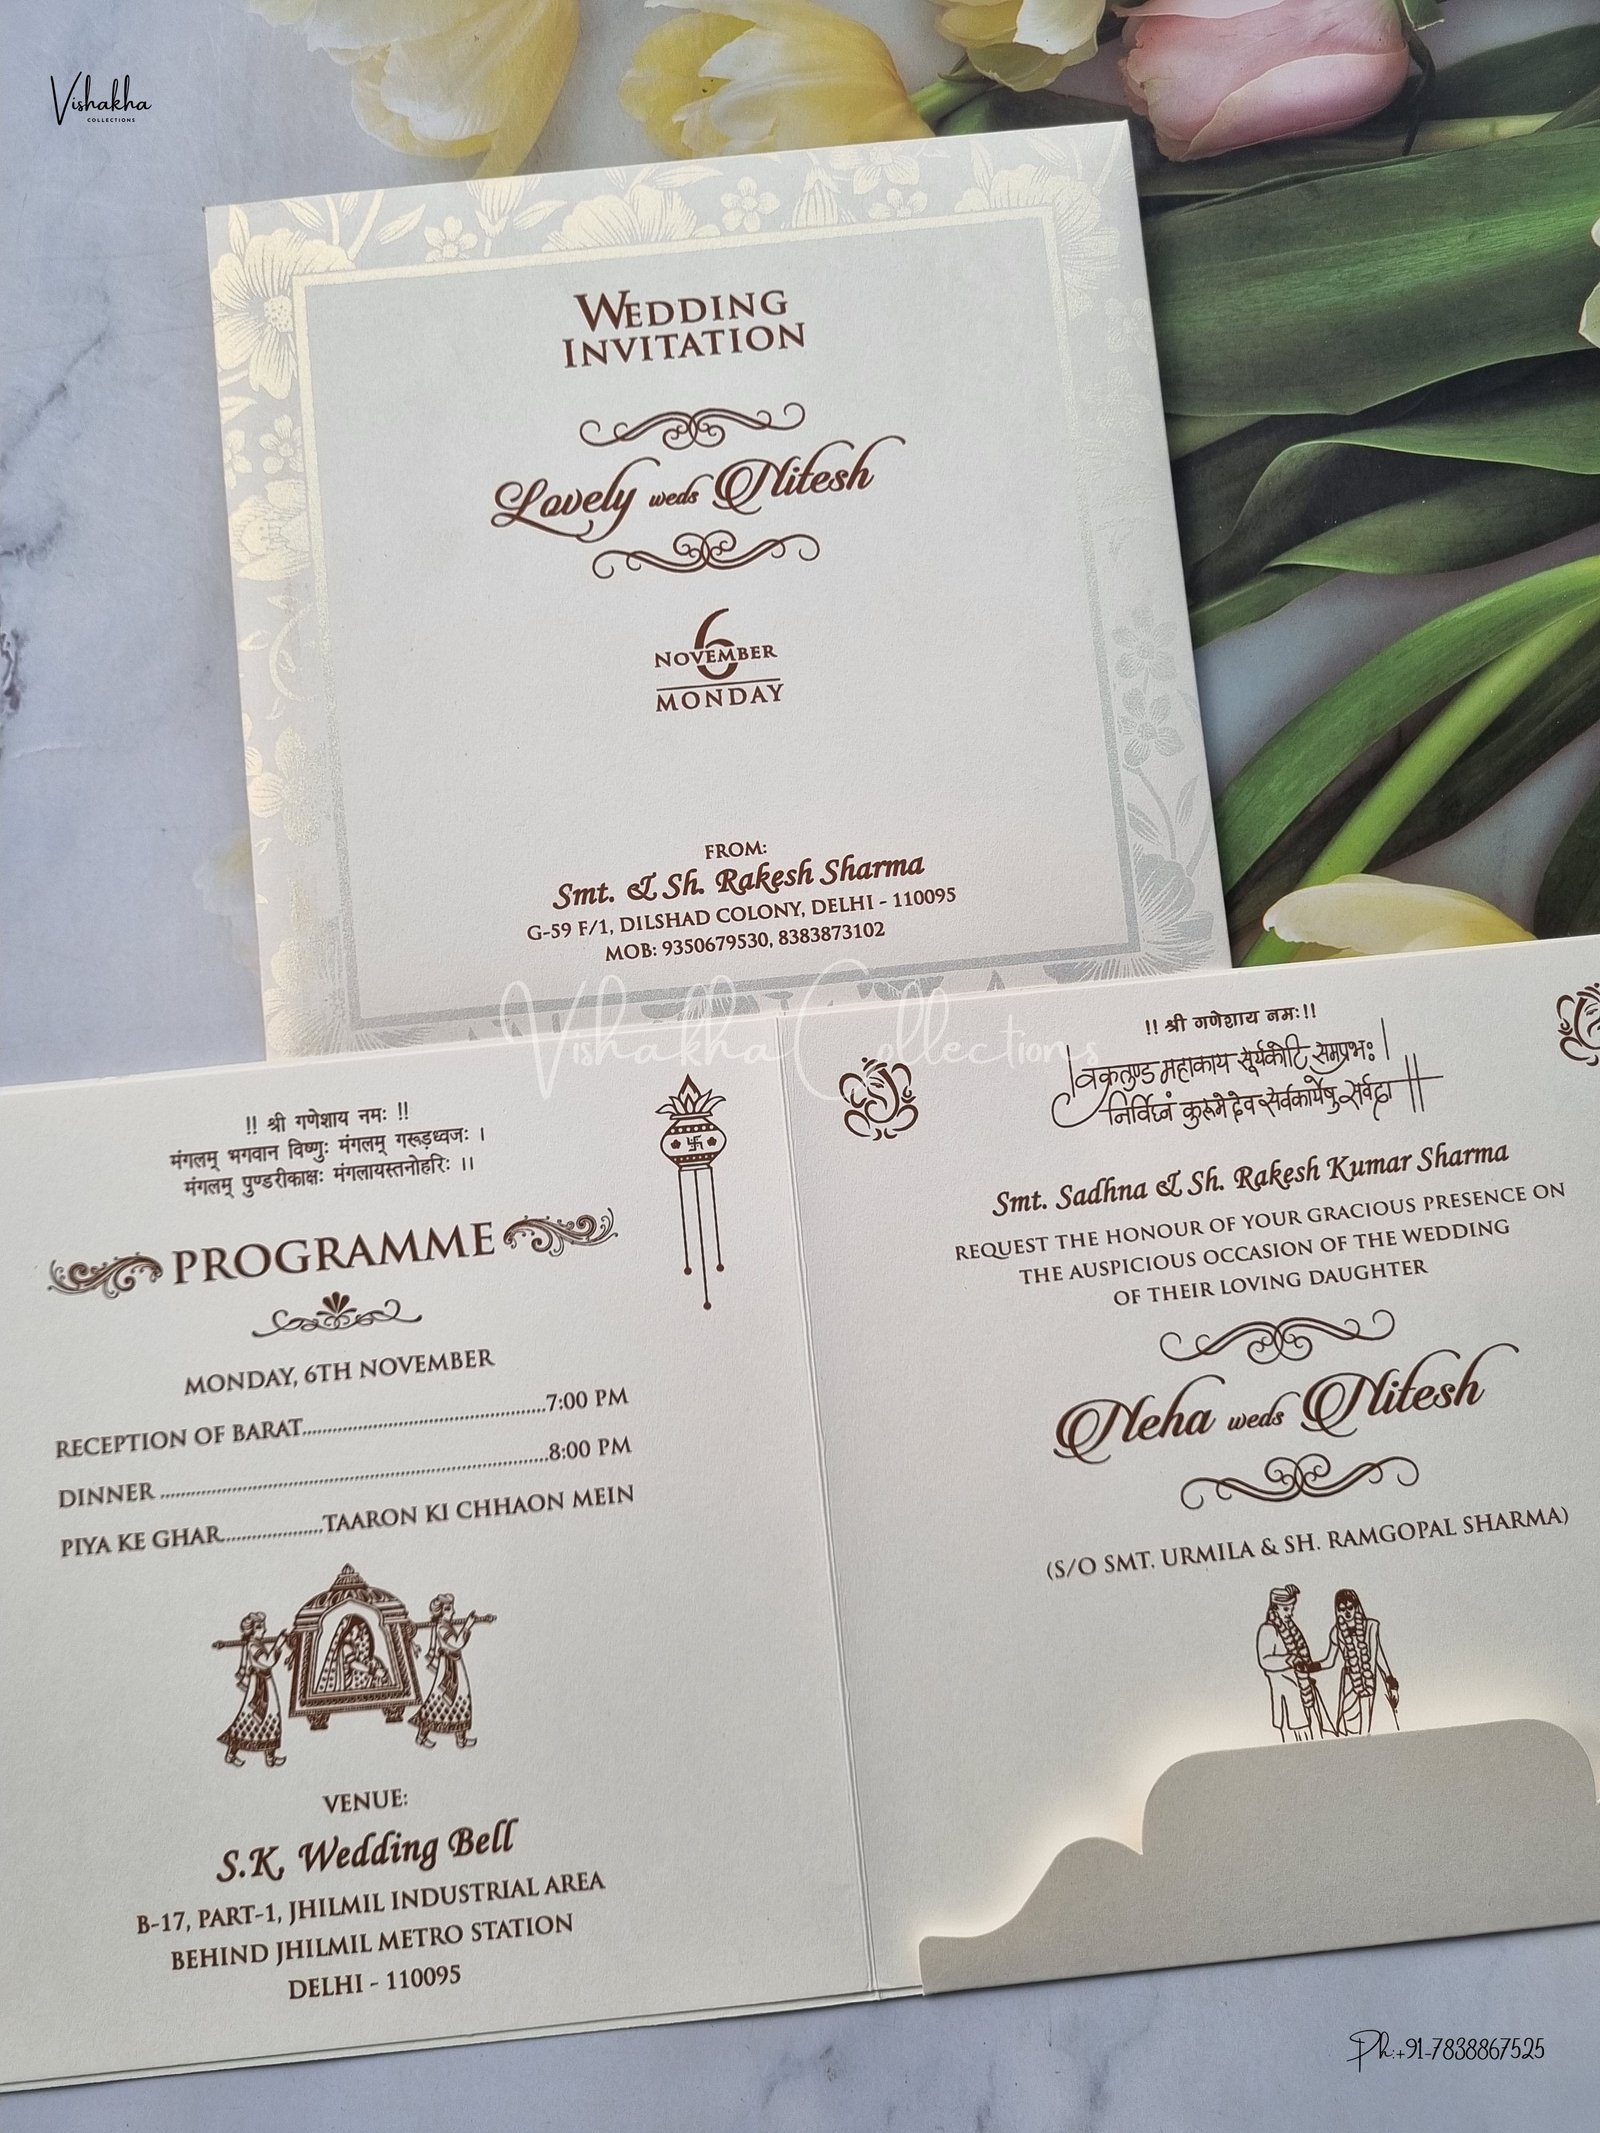 Vishakha
COLLECTIONS
WEDDING
INVITATION
Lovely weds Nitesh
6
NOVEMBER
MONDAY
FROM:
Smt. & Sh. Rakesh Sharma
G-59 F/1, DILSHAD COLONY, DELHI - 110095
MOB: 9350679530, 8383873102
Vishakha Collections
!! श्री गणेशाय नमः !!
मंगलम् भगवान विष्णुः मंगलम् गरूड़ध्वजः ।
मंगलम् पुण्डरीकाक्षः मंगलायस्तनोहरिः ।।
PROGRAMME
MONDAY, 6TH NOVEMBER
RECEPTION OF BARAT................................................7:00 PM
DINNER ...............................................................................8:00 PM
PIYA KE GHAR....................TAARON KI CHHAON MEIN
VENUE:
S.K. Wedding Bell
B-17, PART-1, JHILMIL INDUSTRIAL AREA
BEHIND JHILMIL METRO STATION
DELHI - 110095
!! श्री गणेशाय नमः!!
|वक्रतुण्ड महाकाय सूर्यकोटि समप्रभः|
निर्विघ्नं कुरूमे देव सर्वकार्येषु सर्वदा ||
Smt. Sadhna & Sh. Rakesh Kumar Sharma
REQUEST THE HONOUR OF YOUR GRACIOUS PRESENCE ON
THE AUSPICIOUS OCCASION OF THE WEDDING
OF THEIR LOVING DAUGHTER
Neha weds Nitesh
(S/O SMT. URMILA & SH. RAMGOPAL SHARMA)
Ph:+91-7838867525